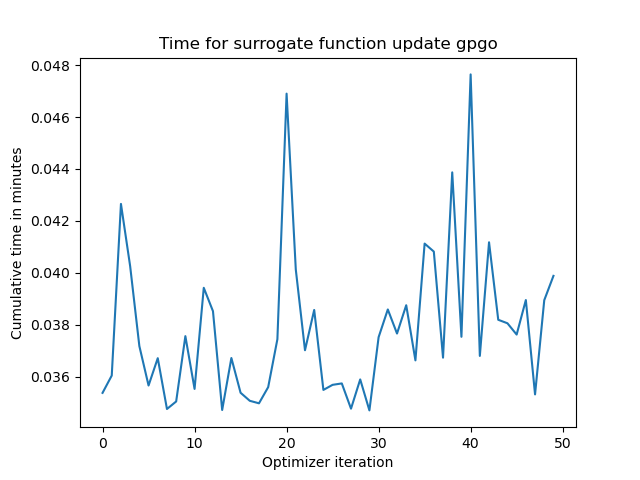 Time for surrogate function update gpgo
Cumulative time in minutes
0.048
0.046
0.044
0.042
0.040
0.038
0.036
0 10 20 30 40 50
Optimizer iteration